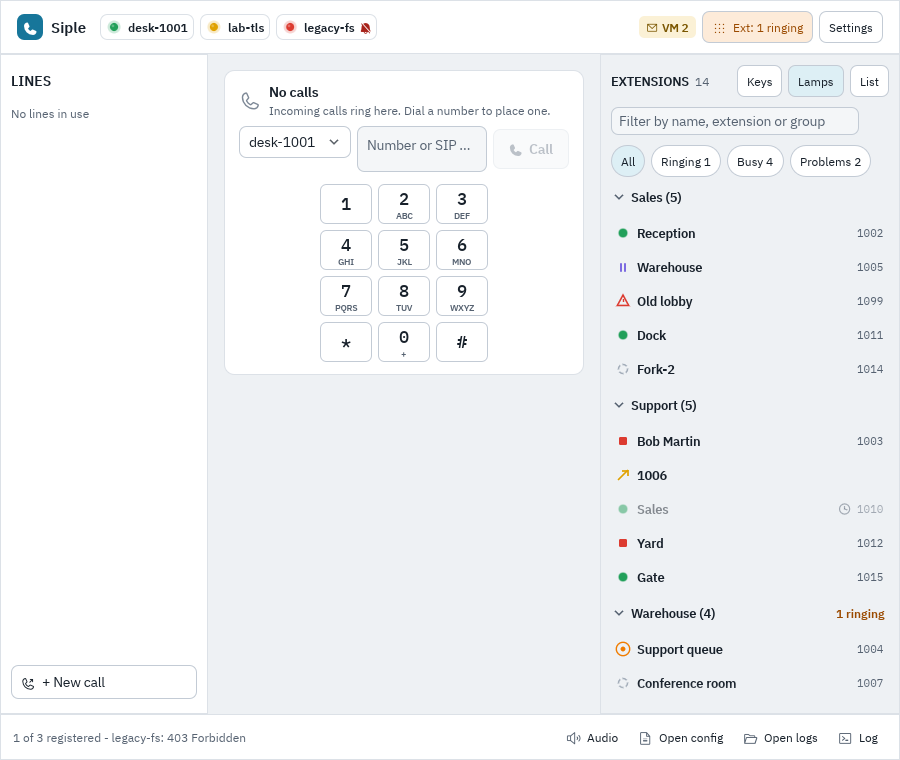 Siple
desk-1001
lab-tls
legacy-fs
VM 2
Ext: 1 ringing
Settings
LINES
No lines in use
+ New call
No calls
Incoming calls ring here. Dial a number to place one.
desk-1001
Number or SIP ...
Call
1
2
ABC
3
DEF
4
GHI
5
JKL
6
MNO
7
PQRS
8
TUV
9
WXYZ
*
0
+
#
EXTENSIONS 14
Keys
Lamps
List
Filter by name, extension or group
All
Ringing 1
Busy 4
Problems 2
Sales (5)
Reception 1002
Warehouse 1005
Old lobby 1099
Dock 1011
Fork-2 1014
Support (5)
Bob Martin 1003
1006
Sales 1010
Yard 1012
Gate 1015
Warehouse (4) 1 ringing
Support queue 1004
Conference room 1007
1 of 3 registered - legacy-fs: 403 Forbidden
Audio
Open config
Open logs
Log